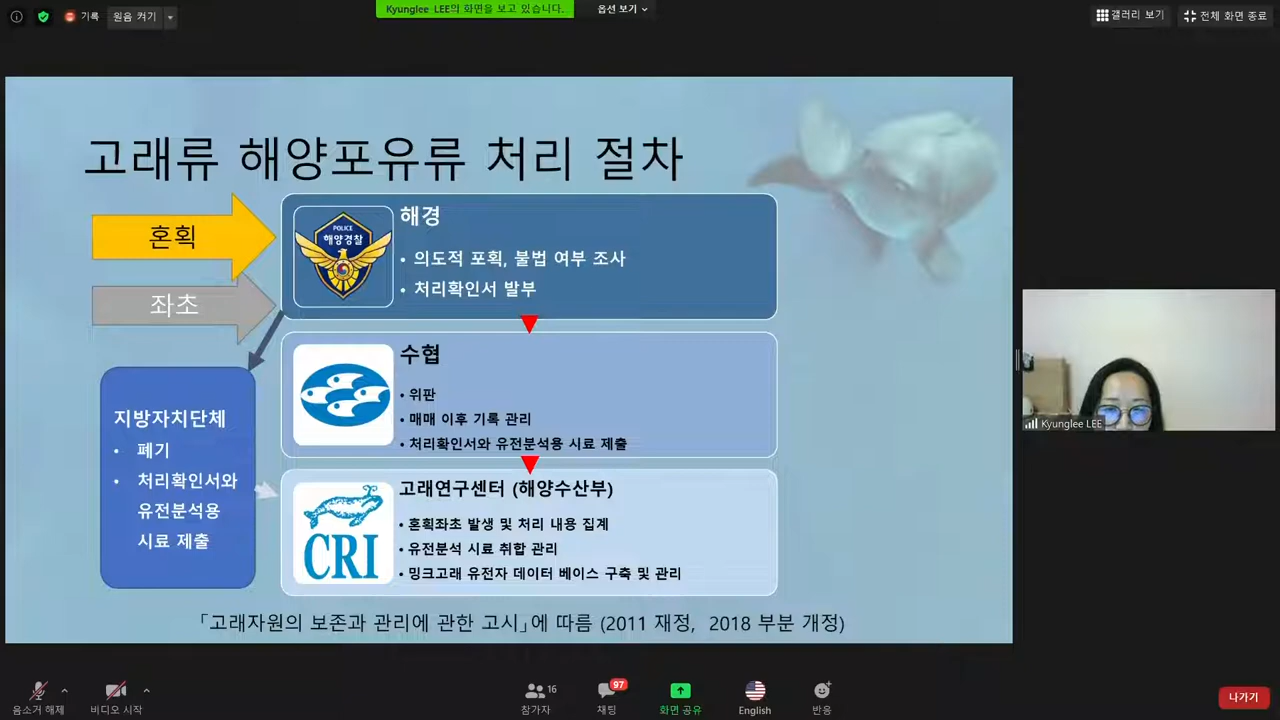 기록
원음 켜기
Kyunglee LEE의 화면을 보고 있습니다.
옵션 보기
갤러리 보기
전체 화면 종료
고래류 해양포유류 처리 절차
혼획
좌초
POLICE
해양경찰
해경
• 의도적 포획, 불법 여부 조사
• 처리확인서 발부
수협
• 위판
• 매매 이후 기록 관리
• 처리확인서와 유전분석용 시료 제출
지방자치단체
• 폐기
• 처리확인서와
유전분석용
시료 제출
CRI
고래연구센터 (해양수산부)
• 혼획좌초 발생 및 처리 내용 집계
• 유전분석 시료 취합 관리
• 밍크고래 유전자 데이터 베이스 구축 및 관리
「고래자원의 보존과 관리에 관한 고시」에 따름 (2011 재정, 2018 부분 개정)
Kyunglee LEE
음소거 해제
비디오 시작
16
참가자
97
채팅
화면 공유
English
반응
나가기